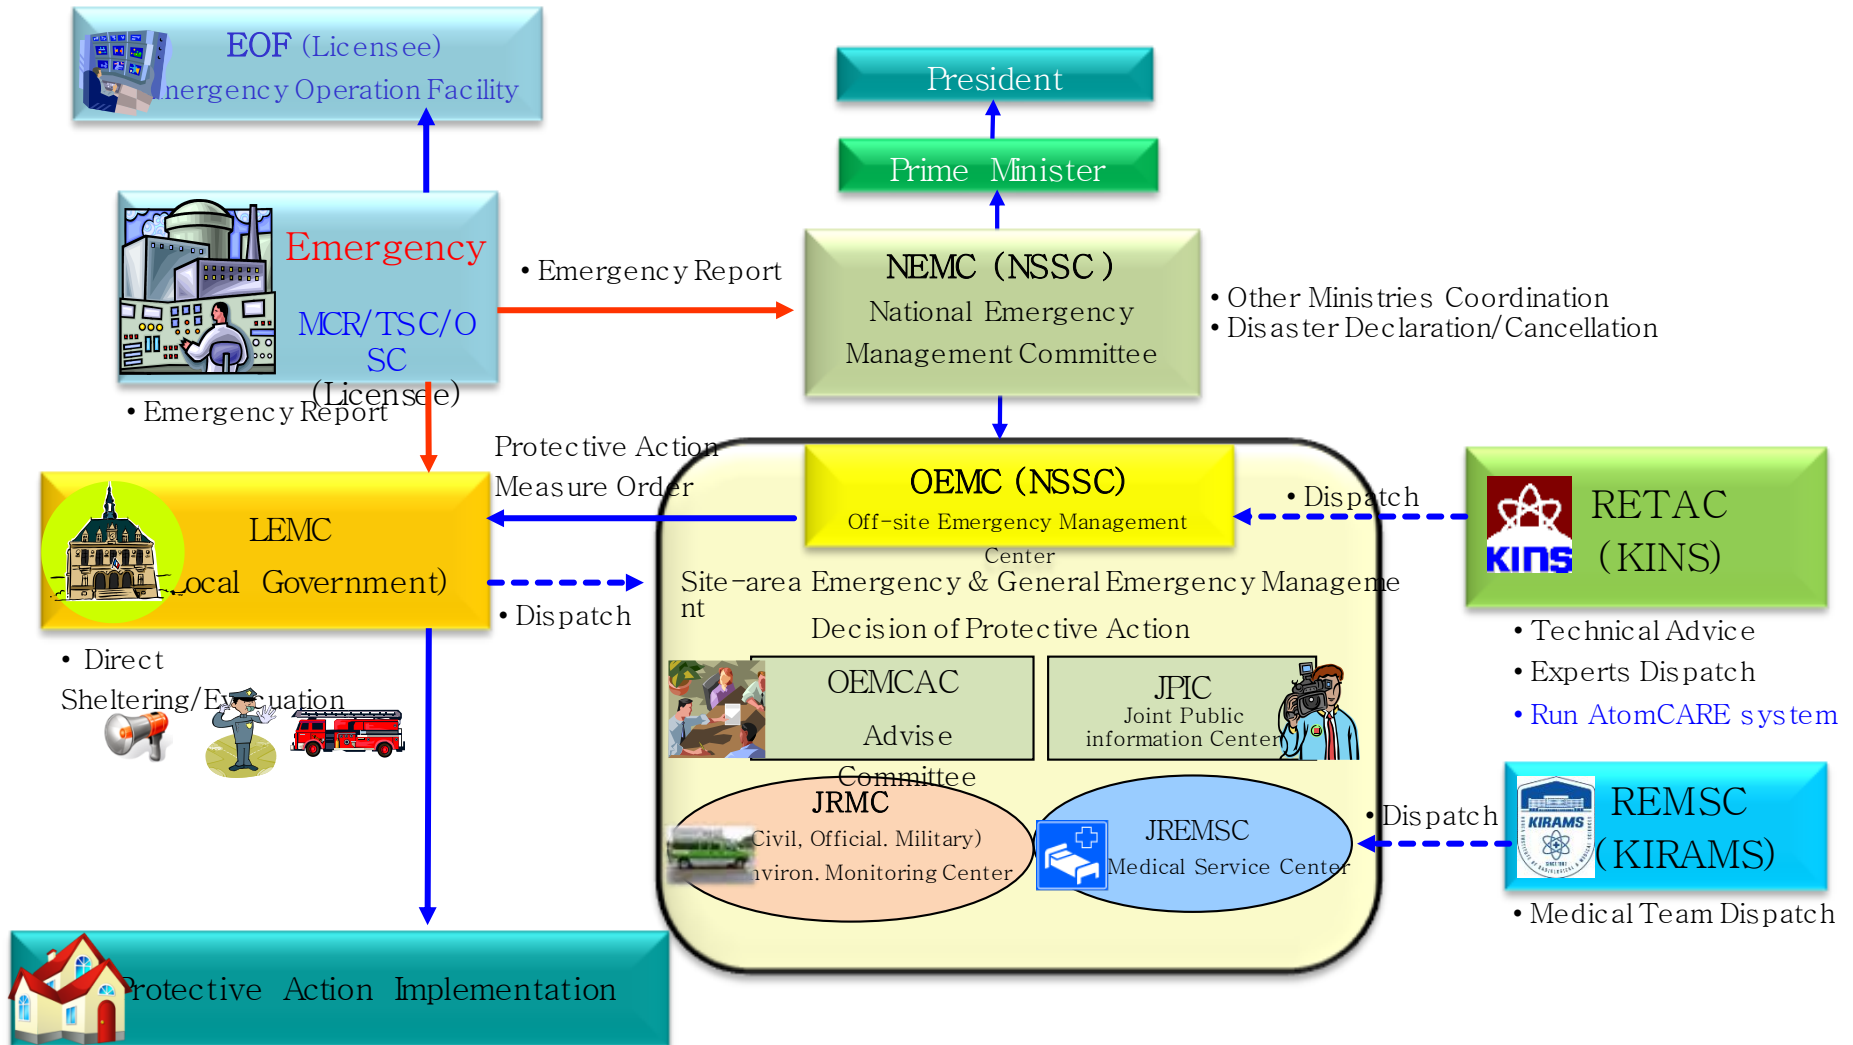 EOF (Licensee)
mergency Operation Facility
President
Prime Minister
Emergency
MCR/TSC/O
SC
(Licensee)
• Emergency Report
NEMC (NSSC)
National Emergency
Management Committee
• Other Ministries Coordination
• Disaster Declaration/Cancellation
• Emergency Report
Protective Action
Measure Order
OEMC (NSSC)
Off-site Emergency Management
Center
• Dispatch
KINS
RETAC
(KINS)
LEMC
ocal Government)
• Dispatch
Site-area Emergency & General Emergency Manageme
nt
Decision of Protective Action
• Technical Advice
• Experts Dispatch
• Run AtomCARE system
• Direct
Sheltering/Evacuation
OEMCAC
Advise
Committee
JPIC
Joint Public
information Center
JRMC
Civil, Official. Military)
nviron. Monitoring Center
JREMSC
Medical Service Center
• Dispatch
KIRAMS
REMSC
(KIRAMS)
• Medical Team Dispatch
Protective Action Implementation